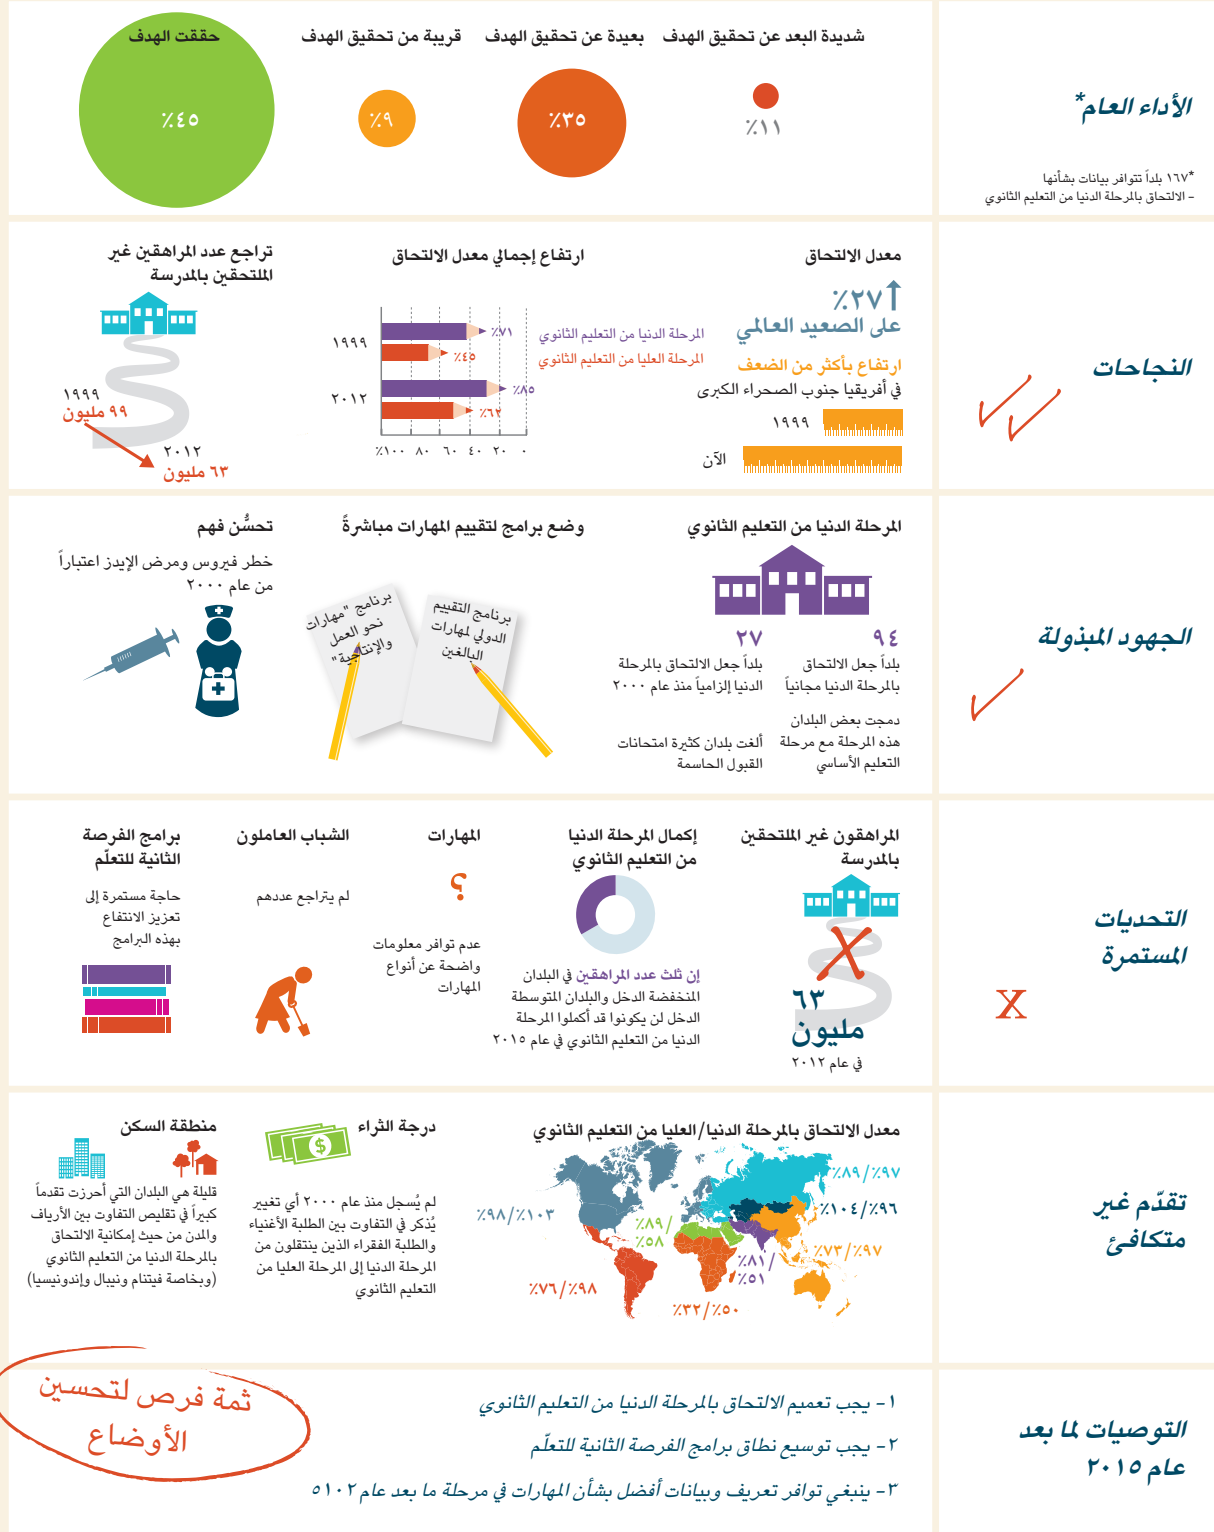 الأداء العام*
*١٦٧ بلداً تتوافر بيانات بشأنها
- الالتحاق بالمرحلة الدنيا من التعليم الثانوي
شديدة البعد عن تحقيق الهدف
٪١١
بعيدة عن تحقيق الهدف
٪٣٥
قريبة من تحقيق الهدف
٪٩
حققت الهدف
٪٤٥
النجاحات
معدل الالتحاق
٪٢٧
على الصعيد العالمي
ارتفاع بأكثر من الضعف
في أفريقيا جنوب الصحراء الكبرى
١٩٩٩
الآن
ارتفاع إجمالي معدل الالتحاق
المرحلة الدنيا من التعليم الثانوي
المرحلة العليا من التعليم الثانوي
١٩٩٩
٪٧١
٪٤٥
٢٠١٢
٪٨٥
٪٦٢
٪١٠٠ ٨٠ ٦٠ ٤٠ ٢٠ ٠
تراجع عدد المراهقين غير
الملتحقين بالمدرسة
١٩٩٩
٩٩ مليون
٢٠١٢
٦٣ مليون
الجهود المبذولة
المرحلة الدنيا من التعليم الثانوي
٩٤
بلداً جعل الالتحاق
بالمرحلة الدنيا مجانياً
٢٧
بلداً جعل الالتحاق بالمرحلة
الدنيا إلزامياً منذ عام ٢٠٠٠
دمجت بعض البلدان
هذه المرحلة مع مرحلة
التعليم الأساسي
ألغت بلدان كثيرة امتحانات
القبول الحاسمة
وضع برامج لتقييم المهارات مباشرةً
برنامج التقييم
الدولي لمهارات
البالغين
برنامج "مهارات
نحو العمل
والإنتاجية"
تحسُّن فهم
خطر فيروس ومرض الإيدز اعتباراً
من عام ٢٠٠٠
التحديات
المستمرة
X
المراهقون غير الملتحقين
بالمدرسة
٦٣
مليون
في عام ٢٠١٢
إكمال المرحلة الدنيا
من التعليم الثانوي
إن ثلث عدد المراهقين في البلدان
المنخفضة الدخل والبلدان المتوسطة
الدخل لن يكونوا قد أكملوا المرحلة
الدنيا من التعليم الثانوي في عام ٢٠١٥
المهارات
؟
عدم توافر معلومات
واضحة عن أنواع
المهارات
الشباب العاملون
لم يتراجع عددهم
برامج الفرصة
الثانية للتعلّم
حاجة مستمرة إلى
تعزيز الانتفاع
بهذه البرامج
تقدّم غير
متكافئ
معدل الالتحاق بالمرحلة الدنيا/العليا من التعليم الثانوي
٪٨٩/٪٩٧
٪١٠٤/٪٩٦
٪٩٨/٪١٠٣
٪٨٩/
٪٥٨
٪٧٣/٪٩٧
٪٨١/
٪٥١
٪٧٦/٪٩٨
٪٣٢/٪٥٠
درجة الثراء
$
لم يُسجل منذ عام ٢٠٠٠ أي تغيير
يُذكر في التفاوت بين الطلبة الأغنياء
والطلبة الفقراء الذين ينتقلون من
المرحلة الدنيا إلى المرحلة العليا من
التعليم الثانوي
منطقة السكن
قليلة هي البلدان التي أحرزت تقدماً
كبيراً في تقليص التفاوت بين الأرياف
والمدن من حيث إمكانية الالتحاق
بالمرحلة الدنيا من التعليم الثانوي
(وبخاصة فيتنام ونيبال وإندونيسيا)
التوصيات لما بعد
عام ٢٠١٥
١- يجب تعميم الالتحاق بالمرحلة الدنيا من التعليم الثانوي
٢- يجب توسيع نطاق برامج الفرصة الثانية للتعلّم
٣- ينبغي توافر تعريف وبيانات أفضل بشأن المهارات في مرحلة ما بعد عام ٥١٠٢
ثمة فرص لتحسين
الأوضاع